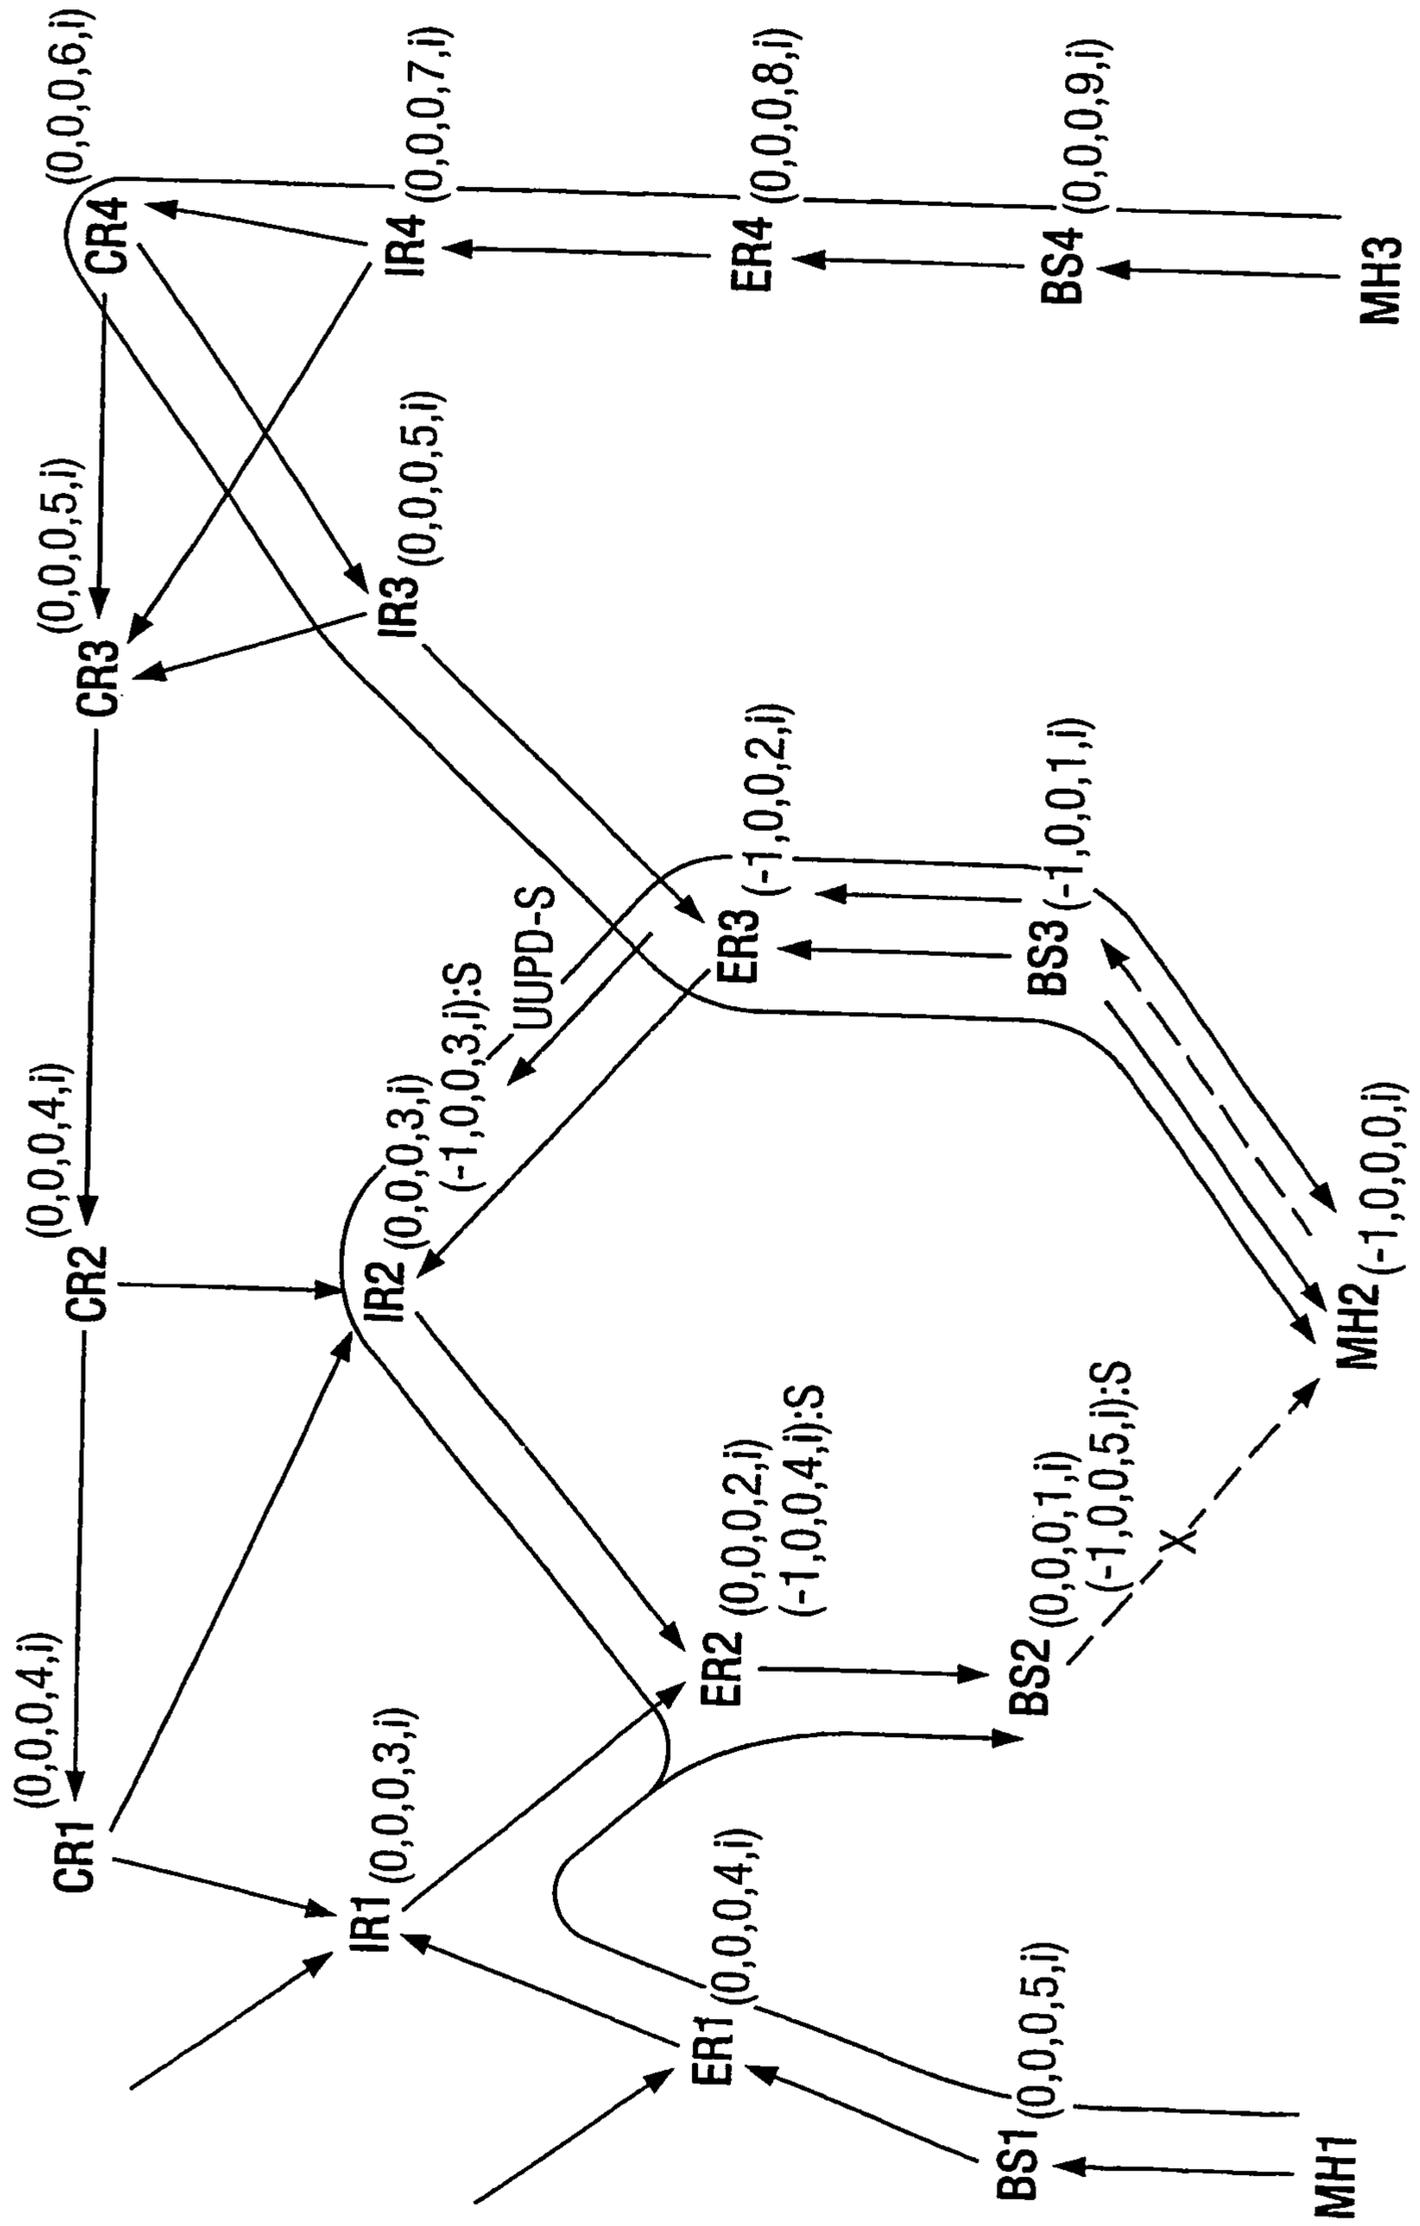 CR1
(0,0,0,4,i)
CR2
(0,0,0,4,i)
CR3
(0,0,0,5,i)
CR4
(0,0,0,6,i)
IR1
(0,0,0,3,i)
IR2
(0,0,0,3,i)
(-1,0,0,3,i):S
UUPD-S
IR3
(0,0,0,5,i)
IR4
(0,0,0,7,i)
ER1
(0,0,0,4,i)
ER2
(0,0,0,2,i)
(-1,0,0,4,i):S
ER3
(-1,0,0,2,i)
ER4
(0,0,0,8,i)
BS1
(0,0,0,5,i)
BS2
(0,0,0,1,i)
(-1,0,0,5,i):S
X
BS3
(-1,0,0,1,i)
BS4
(0,0,0,9,i)
MH1
MH2
(-1,0,0,0,i)
MH3